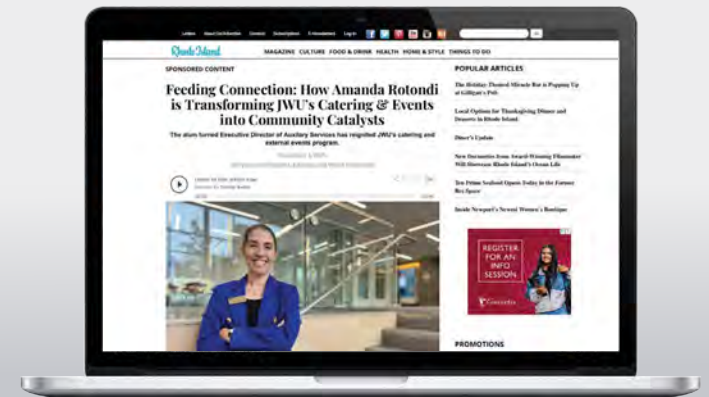 Rhode Island
MAGAZINE CULTURE FOOD & DRINK HEALTH HOME & STYLE THINGS TO DO
SPONSORED CONTENT
Feeding Connection: How Amanda Rotondi
is Transforming JWU's Catering & Events
into Community Catalysts
The alum turned Executive Director of Auxiliary Services has reignited JWU's catering and
external events program.
POPULAR ARTICLES
The Holiday-Themed Miracle Bar is Popping Up
at Gilligan's Pub
Local Options for Thanksgiving Dinner and
Desserts in Rhode Island
Diner's Update
New Docuseries from Award-Winning Filmmaker
Will Showcase Rhode Island's Ocean Life
Ten Prime Seafood Opens Today in the Former
Rex Space
Inside Newport's Newest Women's Boutique
REGISTER
FOR AN
INFO
SESSION
PROMOTIONS